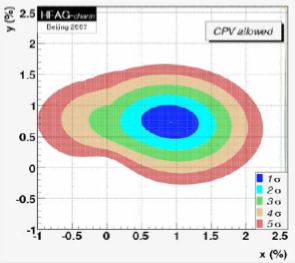 y (%)
HFAG-charm
Beijing 2007
CPV allowed
2.5
2
1.5
1
0.5
0
-0.5
-1
1 σ
2 σ
3 σ
4 σ
5 σ
-1 -0.5 0 0.5 1 1.5 2 2.5
x (%)